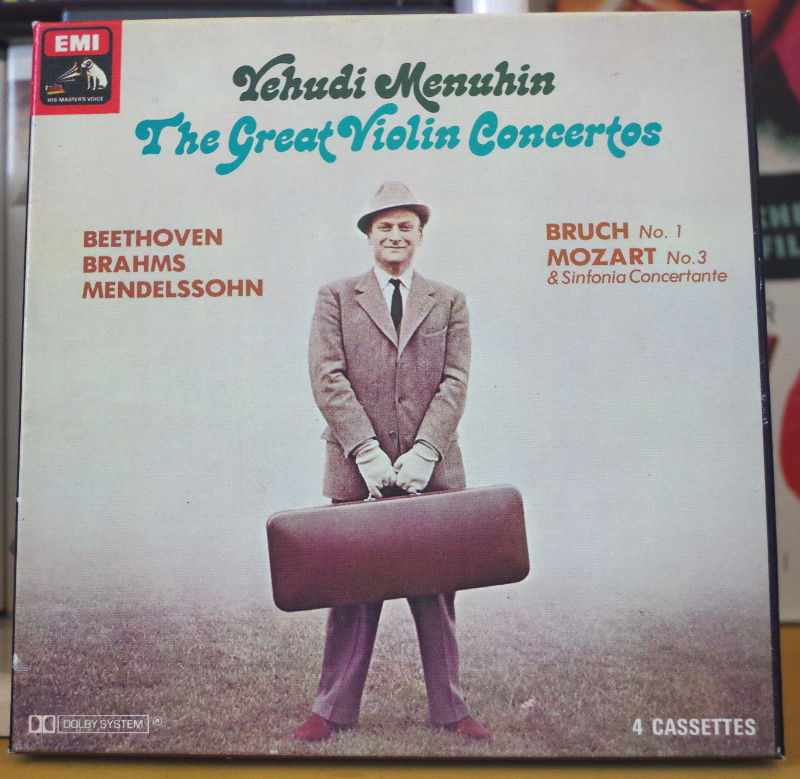 EMI
HIS MASTER'S VOICE
Yehudi Menuhin
The Great Violin Concertos
BEETHOVEN
BRAHMS
MENDELSSOHN
BRUCH No. 1
MOZART No. 3
& Sinfonia Concertante
DOLBY SYSTEM ®
4 CASSETTES